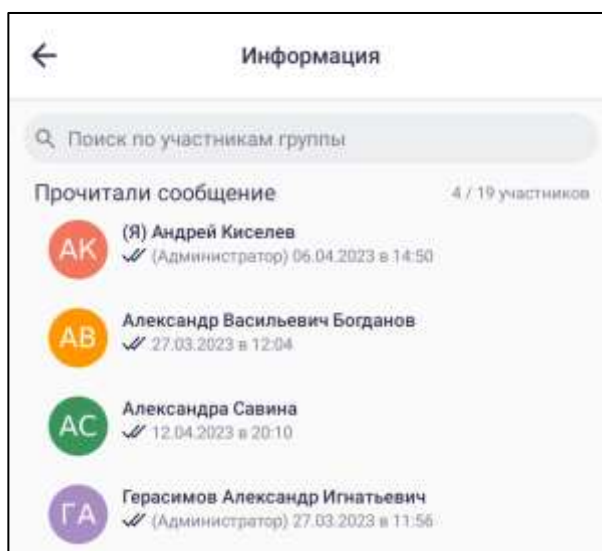 Информация
Поиск по участникам группы
Прочитали сообщение 4 / 19 участников
АК (Я) Андрей Киселев
(Администратор) 06.04.2023 в 14:50
АВ Александр Васильевич Богданов
27.03.2023 в 12:04
АС Александра Савина
12.04.2023 в 20:10
ГА Герасимов Александр Игнатьевич
(Администратор) 27.03.2023 в 11:56